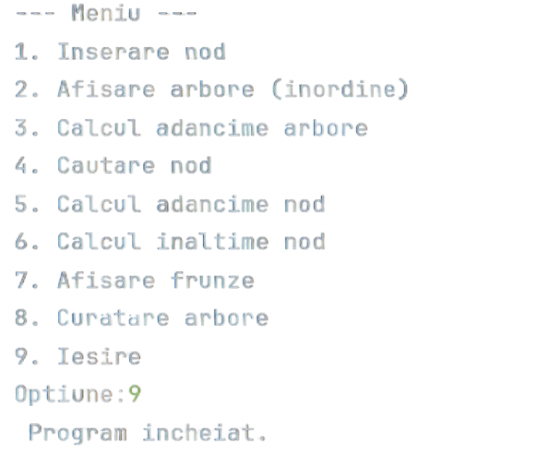 --- Meniu ---
1. Inserare nod
2. Afisare arbore (inordine)
3. Calcul adancime arbore
4. Cautare nod
5. Calcul adancime nod
6. Calcul inaltime nod
7. Afisare frunze
8. Curatare arbore
9. Iesire
Optiune:9
 Program incheiat.